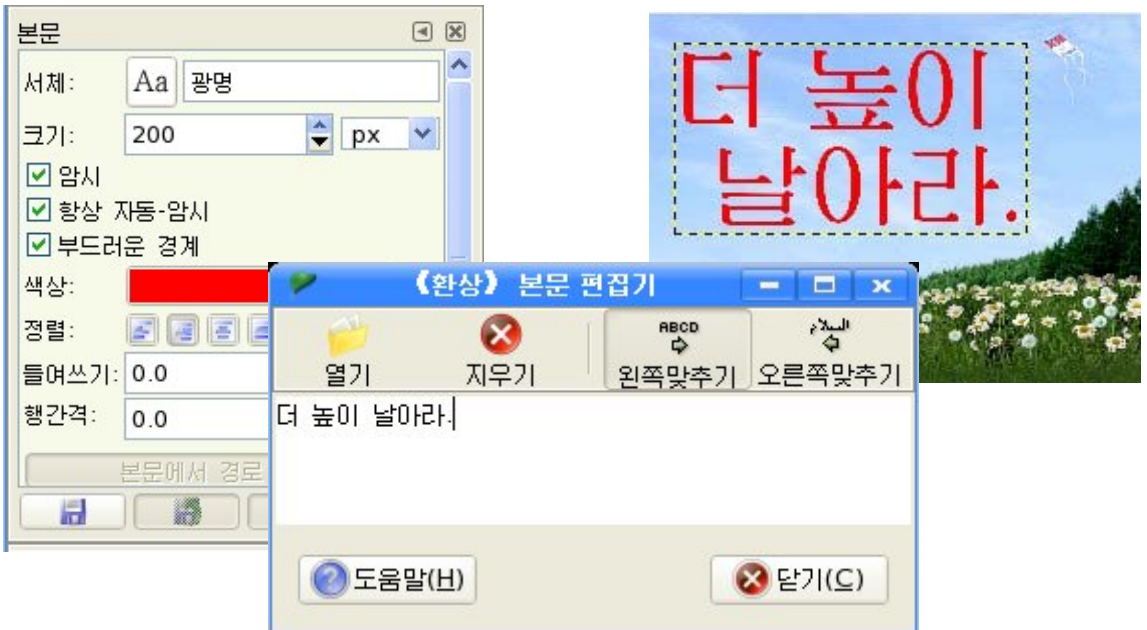 본문
서체: Aa 광명
크기: 200 px
암시
항상 자동-암시
부드러운 경계
색상:
정렬:
들여쓰기: 0.0
행간격: 0.0
본문에서 경로
더 높이
날아라.
《환상》 본문 편집기
열기 지우기 ABCD 왼쪽맞추기 السلام 오른쪽맞추기
더 높이 날아라.
도움말(H) 닫기(C)